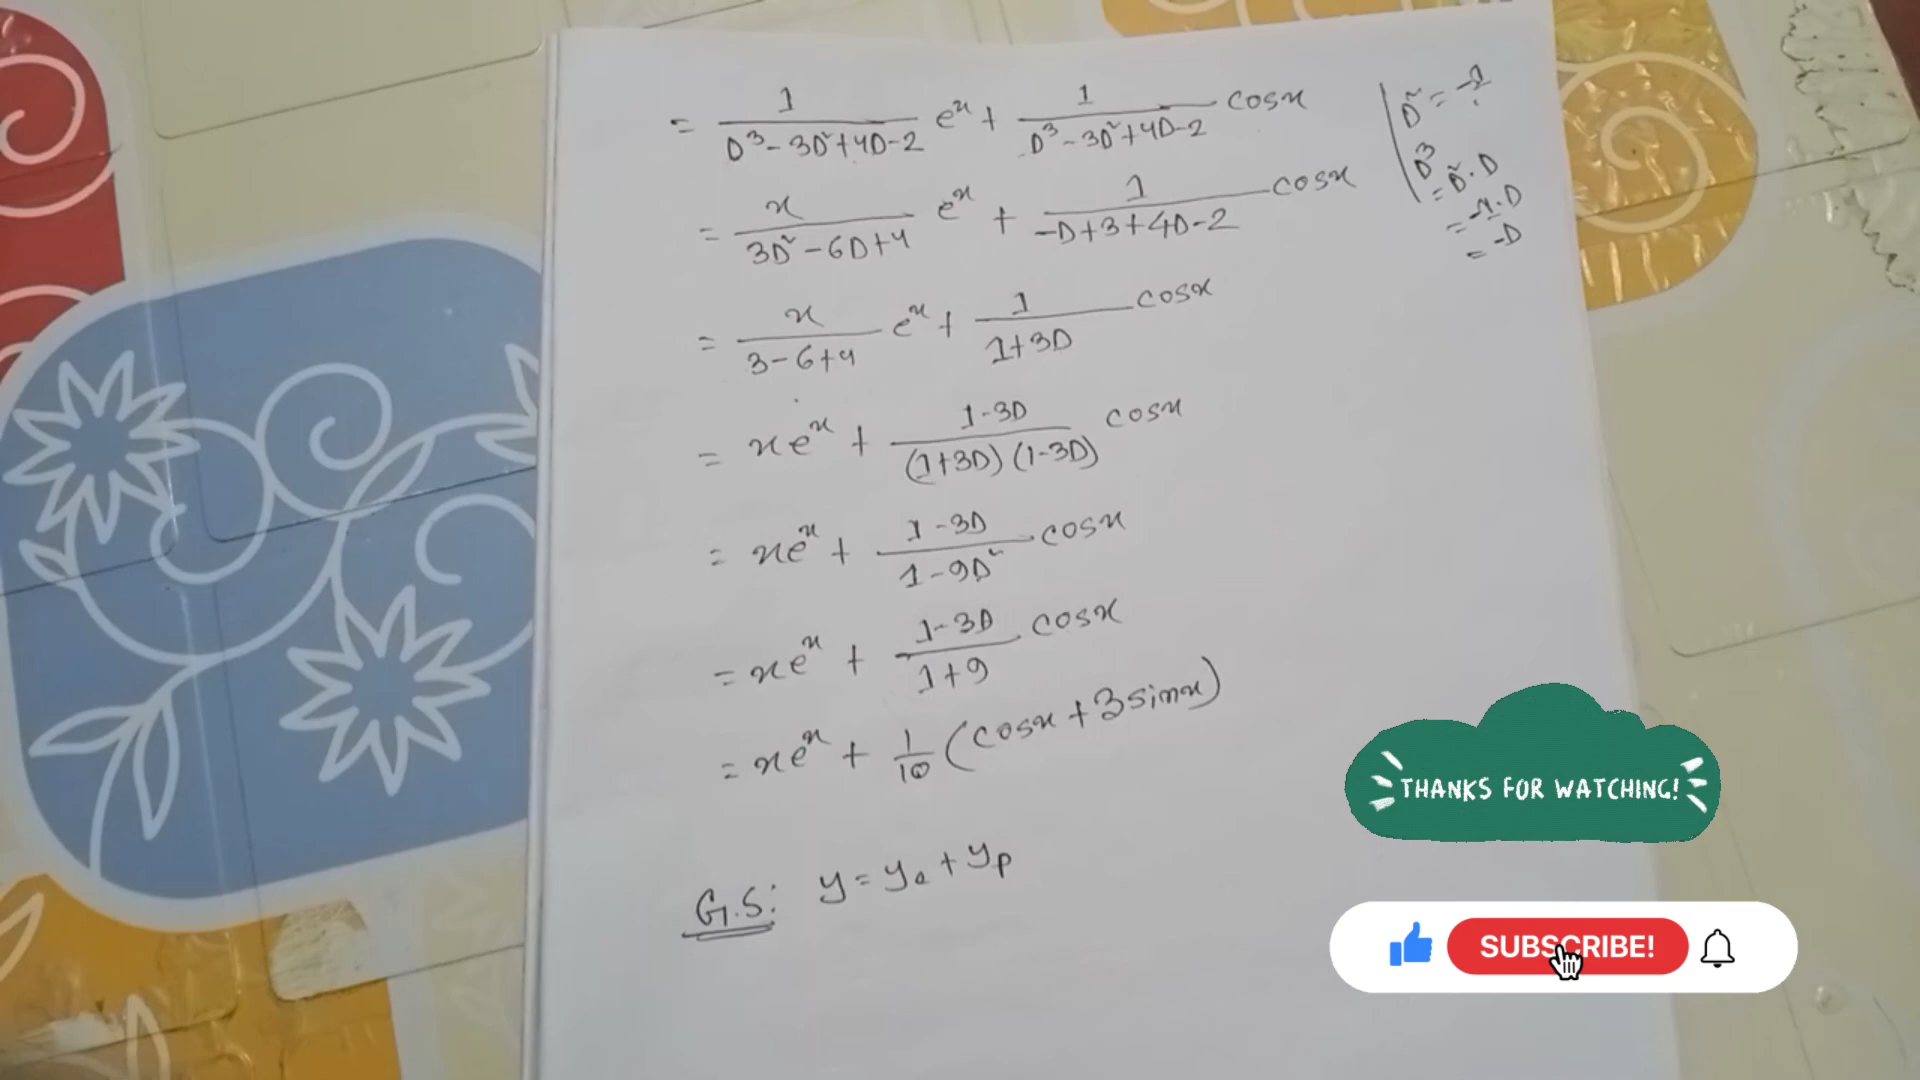 = 1/(D³-3D²+4D-2) eˣ + 1/(D³-3D²+4D-2) cosx
= x/(3D²-6D+4) eˣ + 1/(-D+3+4D-2) cosx
= x/(3-6+4) eˣ + 1/(1+3D) cosx
= xeˣ + (1-3D)/((1+3D)(1-3D)) cosx
= xeˣ + (1-3D)/(1-9D²) cosx
= xeˣ + (1-3D)/(1+9) cosx
= xeˣ + 1/10 (cosx+3sinx)
G.S: y = yc + yp
D² = -1
D³
= D².D
= -1.D
= -D
THANKS FOR WATCHING!
SUBSCRIBE!